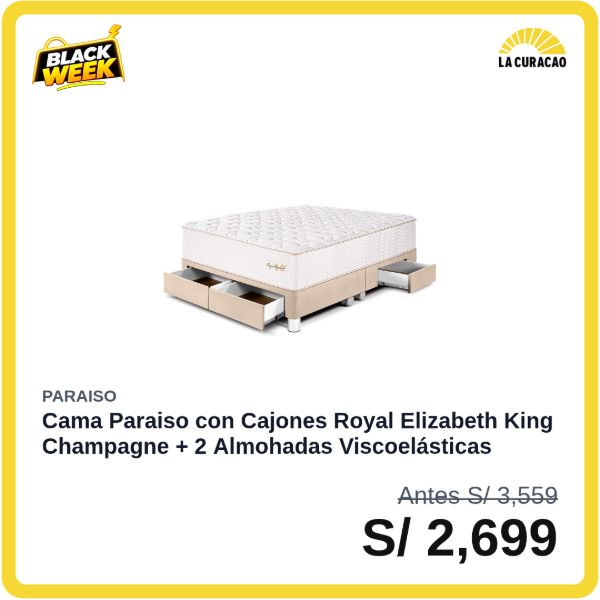 BLACK
WEEK
LA CURACAO
PARAISO
Cama Paraiso con Cajones Royal Elizabeth King
Champagne + 2 Almohadas Viscoelásticas
Antes S/ 3,559
S/ 2,699